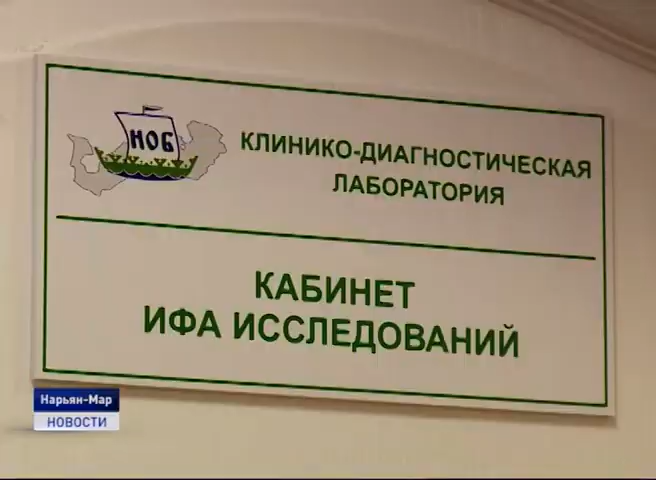 НОБ
КЛИНИКО-ДИАГНОСТИЧЕСКАЯ
ЛАБОРАТОРИЯ
КАБИНЕТ
ИФА ИССЛЕДОВАНИЙ
Нарьян-Мар
НОВОСТИ